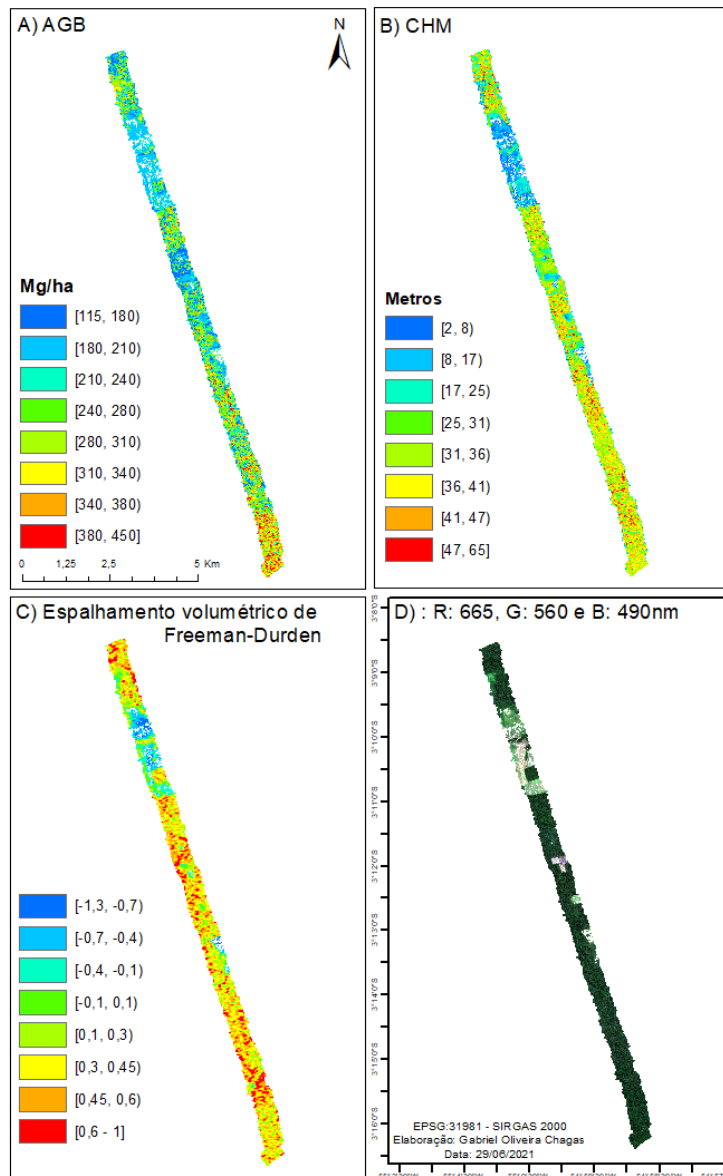 A) AGB
N
Mg/ha
[115, 180)
[180, 210)
[210, 240)
[240, 280)
[280, 310)
[310, 340)
[340, 380)
[380, 450]
0 1,25 2,5 5 Km
B) CHM
Metros
[2, 8)
[8, 17)
[17, 25)
[25, 31)
[31, 36)
[36, 41)
[41, 47)
[47, 65]
C) Espalhamento volumétrico de
Freeman-Durden
[-1,3, -0,7)
[-0,7, -0,4)
[-0,4, -0,1)
[-0,1, 0,1)
[0,1, 0,3)
[0,3, 0,45)
[0,45, 0,6)
[0,6 - 1]
D) : R: 665, G: 560 e B: 490nm
3°8'0"S
3°9'0"S
3°10'0"S
3°11'0"S
3°12'0"S
3°13'0"S
3°14'0"S
3°15'0"S
3°16'0"S
EPSG:31981 - SIRGAS 2000
Elaboração: Gabriel Oliveira Chagas
Data: 29/06/2021